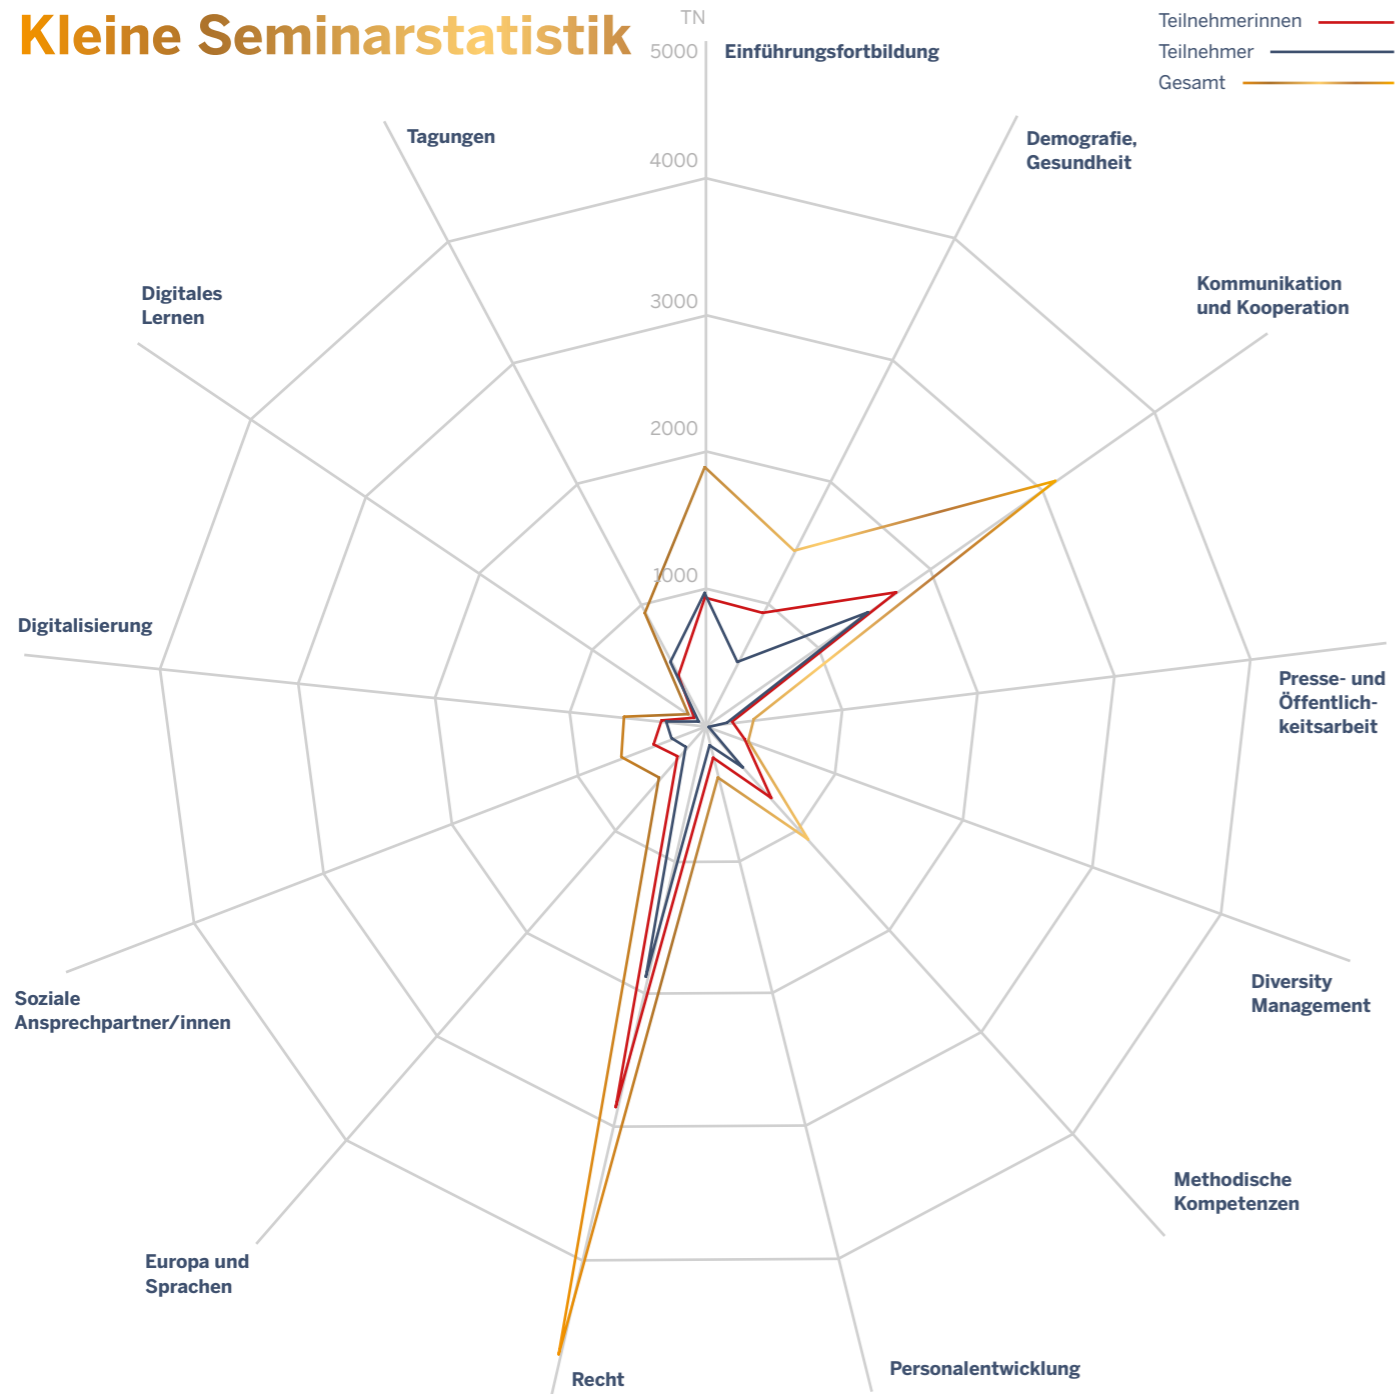 Kleine Seminarstatistik
TN
5000
4000
3000
2000
1000
Teilnehmerinnen
Teilnehmer
Gesamt
Einführungsfortbildung
Demografie,
Gesundheit
Kommunikation
und Kooperation
Presse- und
Öffentlich-
keitsarbeit
Diversity
Management
Methodische
Kompetenzen
Personalentwicklung
Recht
Europa und
Sprachen
Soziale
Ansprechpartner/innen
Digitalisierung
Digitales
Lernen
Tagungen